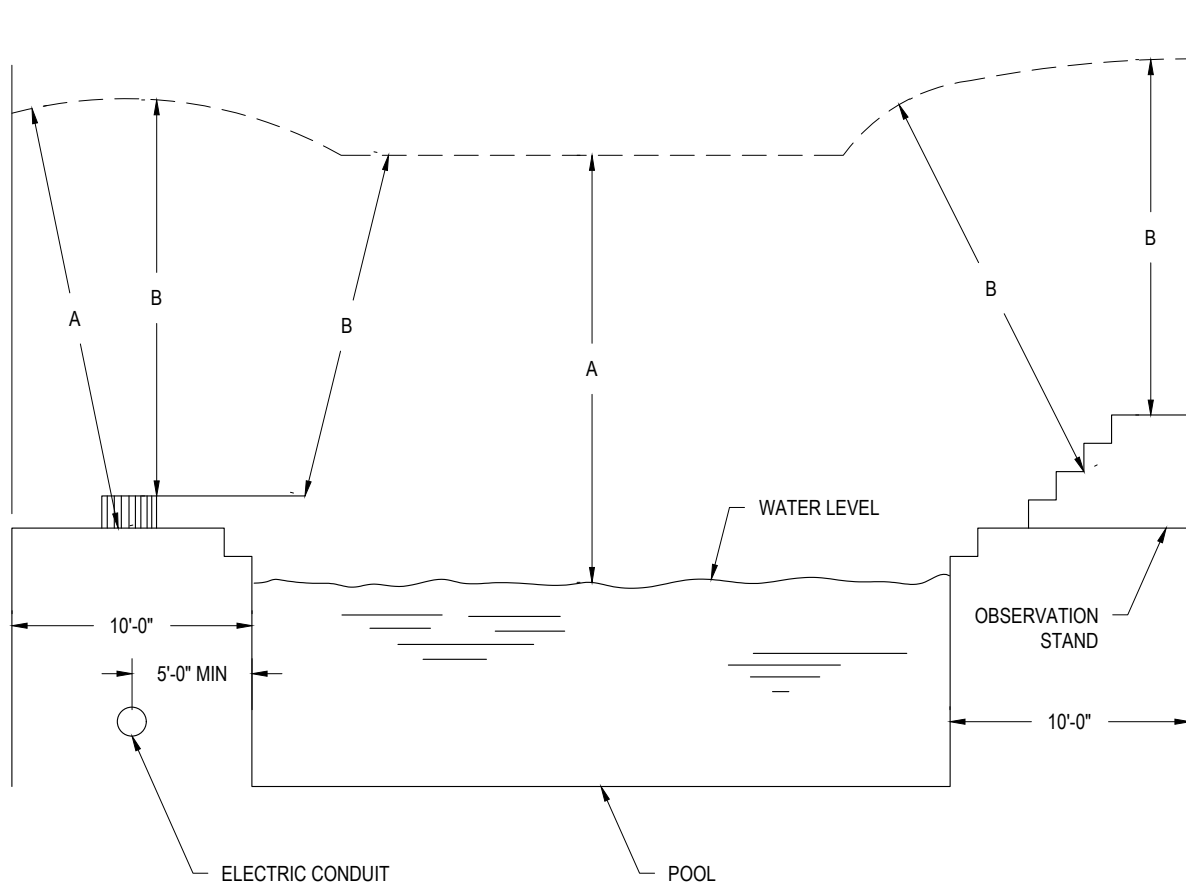 B
B
B
A
B
A
WATER LEVEL
OBSERVATION
STAND
10'-0"
5'-0" MIN
10'-0"
ELECTRIC CONDUIT
POOL